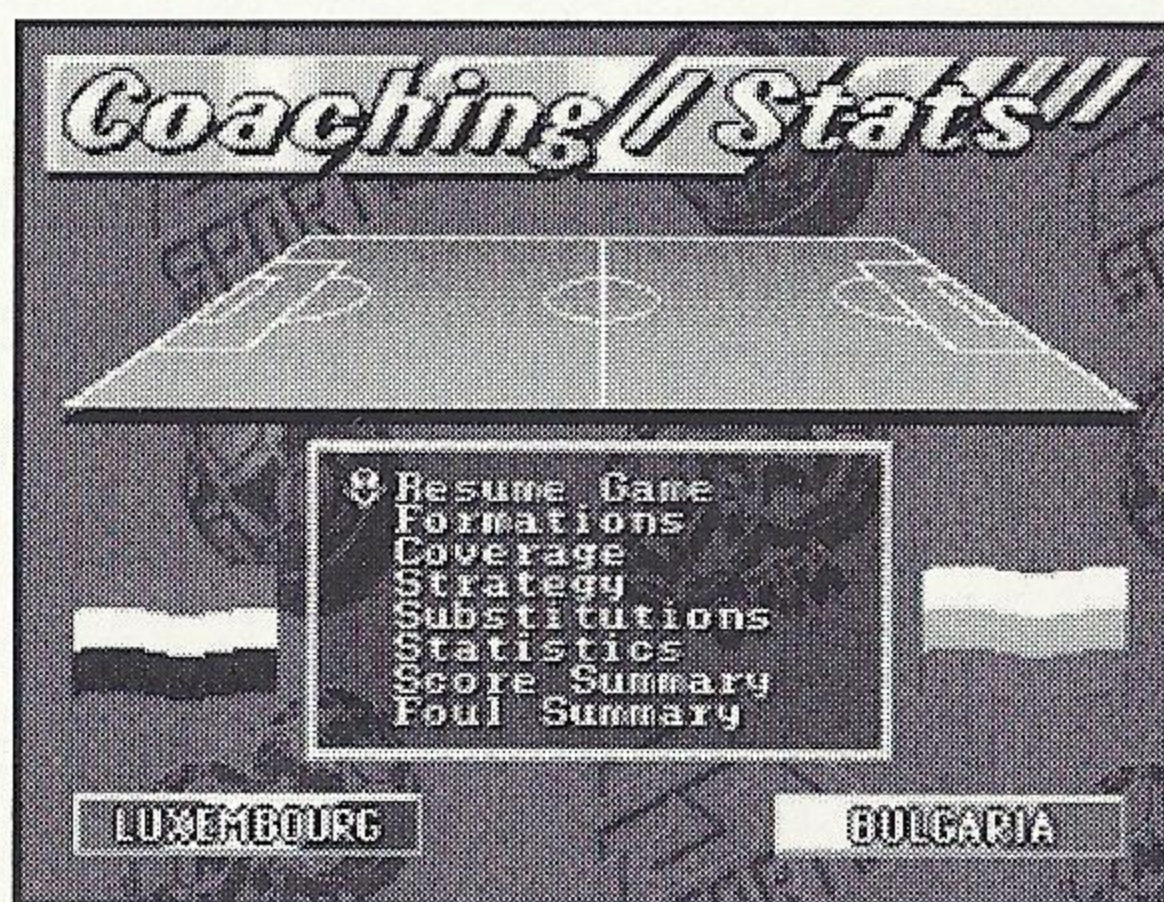 Coaching/Stats
Resume Game
Formations
Coverage
Strategy
Substitutions
Statistics
Score Summary
Foul Summary
LUXEMBOURG
BULGARIA